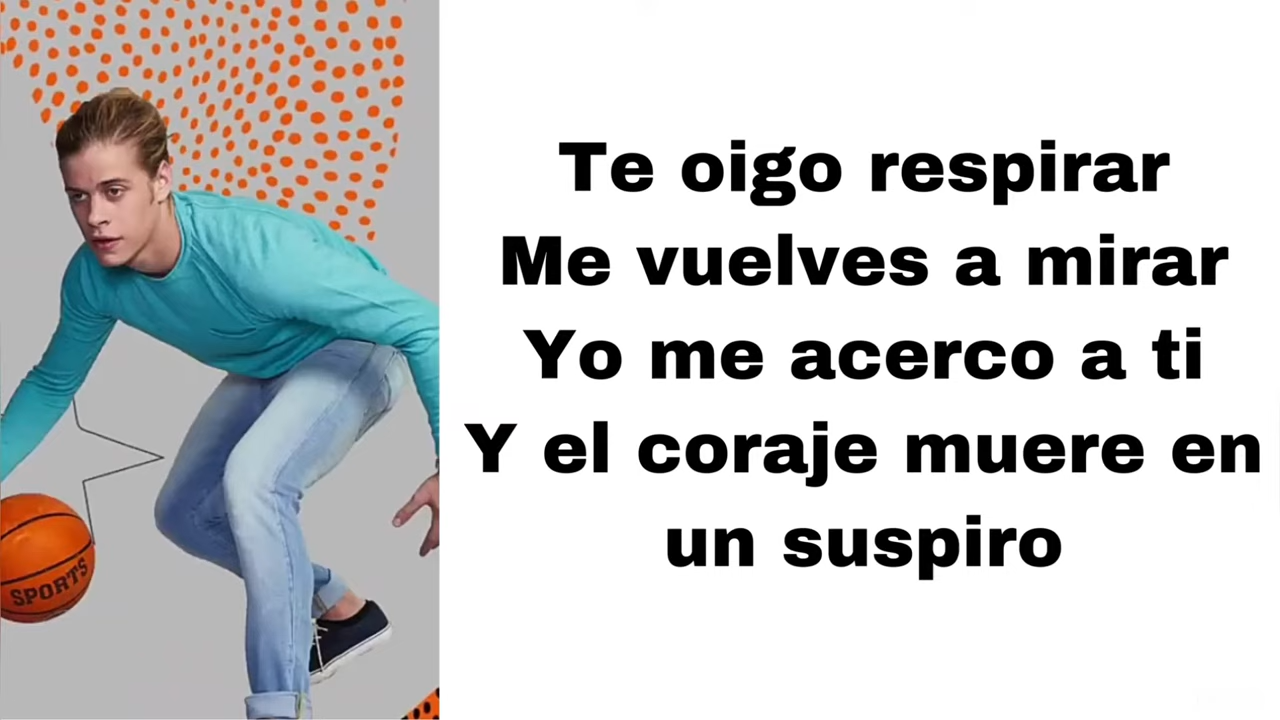 Te oigo respirar
Me vuelves a mirar
Yo me acerco a ti
Y el coraje muere en
un suspiro
SPORTS